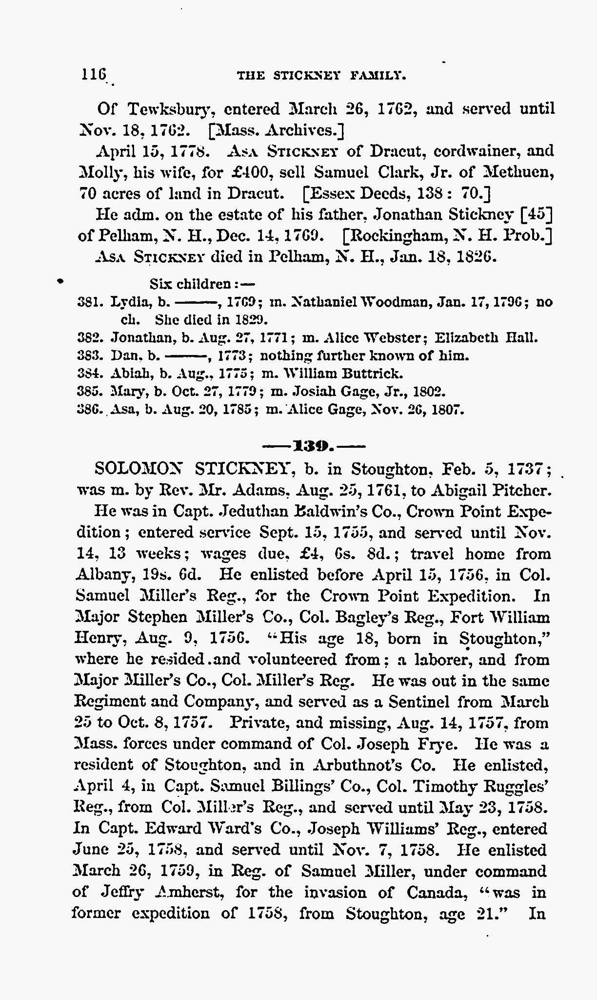 116 THE STICKNEY FAMILY.
Of Tewksbury, entered March 26, 1762, and served until
Nov. 18, 1762. [Mass. Archives.]
April 15, 1778. ASA STICKNEY of Dracut, cordwainer, and
Molly, his wife, for £400, sell Samuel Clark, Jr. of Methuen,
70 acres of land in Dracut. [Essex Deeds, 138 : 70.]
He adm. on the estate of his father, Jonathan Stickney [45]
of Pelham, N. H., Dec. 14, 1769. [Rockingham, N. H. Prob.]
ASA STICKNEY died in Pelham, N. H., Jan. 18, 1826.
Six children :—
381. Lydia, b. ——, 1769; m. Nathaniel Woodman, Jan. 17, 1796; no
ch. She died in 1829.
382. Jonathan, b. Aug. 27, 1771; m. Alice Webster; Elizabeth Hall.
383. Dan, b. ——, 1773; nothing further known of him.
384. Abiah, b. Aug., 1775; m. William Buttrick.
385. Mary, b. Oct. 27, 1779; m. Josiah Gage, Jr., 1802.
386. Asa, b. Aug. 20, 1785; m. Alice Gage, Nov. 26, 1807.
—139.—
SOLOMON STICKNEY, b. in Stoughton, Feb. 5, 1737;
was m. by Rev. Mr. Adams, Aug. 25, 1761, to Abigail Pitcher.
He was in Capt. Jeduthan Baldwin's Co., Crown Point Expe-
dition; entered service Sept. 15, 1755, and served until Nov.
14, 13 weeks; wages due, £4, 6s. 8d.; travel home from
Albany, 19s. 6d. He enlisted before April 15, 1756, in Col.
Samuel Miller's Reg., for the Crown Point Expedition. In
Major Stephen Miller's Co., Col. Bagley's Reg., Fort William
Henry, Aug. 9, 1756. "His age 18, born in Stoughton,"
where he resided and volunteered from; a laborer, and from
Major Miller's Co., Col. Miller's Reg. He was out in the same
Regiment and Company, and served as a Sentinel from March
25 to Oct. 8, 1757. Private, and missing, Aug. 14, 1757, from
Mass. forces under command of Col. Joseph Frye. He was a
resident of Stoughton, and in Arbuthnot's Co. He enlisted,
April 4, in Capt. Samuel Billings' Co., Col. Timothy Ruggles'
Reg., from Col. Miller's Reg., and served until May 23, 1758.
In Capt. Edward Ward's Co., Joseph Williams' Reg., entered
June 25, 1758, and served until Nov. 7, 1758. He enlisted
March 26, 1759, in Reg. of Samuel Miller, under command
of Jeffry Amherst, for the invasion of Canada, "was in
former expedition of 1758, from Stoughton, age 21." In